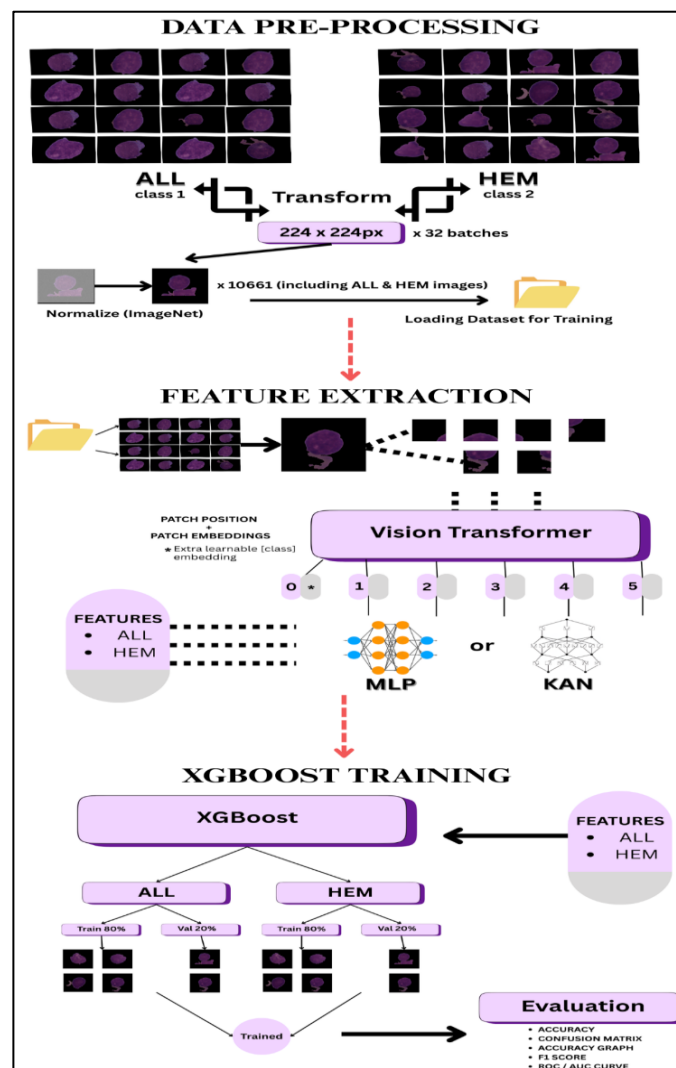 DATA PRE-PROCESSING
ALL
class 1
Transform
HEM
class 2
224 x 224px
x 32 batches
x 10661 (including ALL & HEM images)
Normalize (ImageNet)
Loading Dataset for Training
FEATURE EXTRACTION
PATCH POSITION
+
PATCH EMBEDDINGS
* Extra learnable [class]
embedding
Vision Transformer
0 * 1 2 3 4 5
FEATURES
• ALL
• HEM
MLP
or
KAN
XGBOOST TRAINING
XGBoost
FEATURES
• ALL
• HEM
ALL
HEM
Train 80%
Val 20%
Train 80%
Val 20%
Trained
Evaluation
• ACCURACY
• CONFUSION MATRIX
• ACCURACY GRAPH
• F1 SCORE
• ROC / AUC CURVE